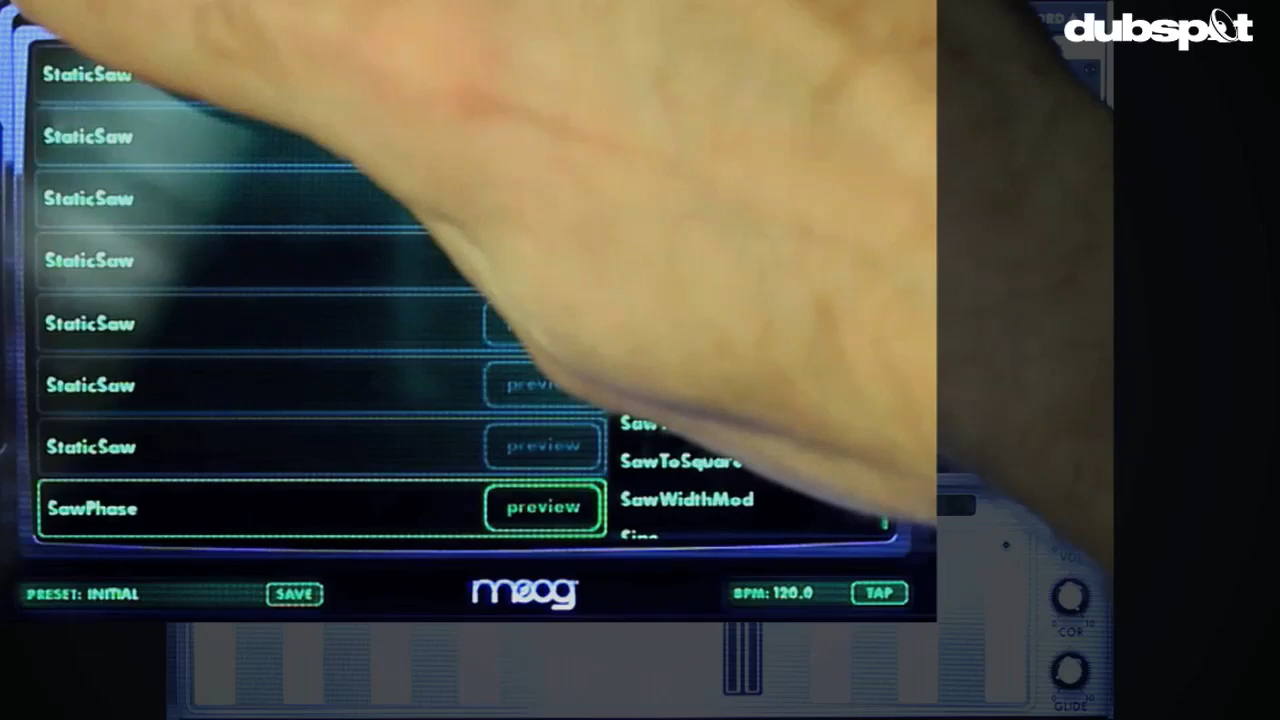 dubspot
StaticSaw
StaticSaw
StaticSaw
StaticSaw
StaticSaw
StaticSaw
StaticSaw preview
SawPhase preview
SawToSquare
SawWidthMod
PRESET: INITIAL SAVE
moog
BPM: 120.0 TAP
GLIDE